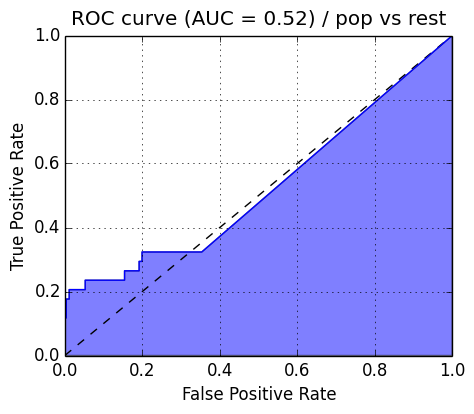 ROC curve (AUC = 0.52) / pop vs rest
1.0
0.8
0.6
0.4
0.2
0.0
True Positive Rate
0.0 0.2 0.4 0.6 0.8 1.0
False Positive Rate